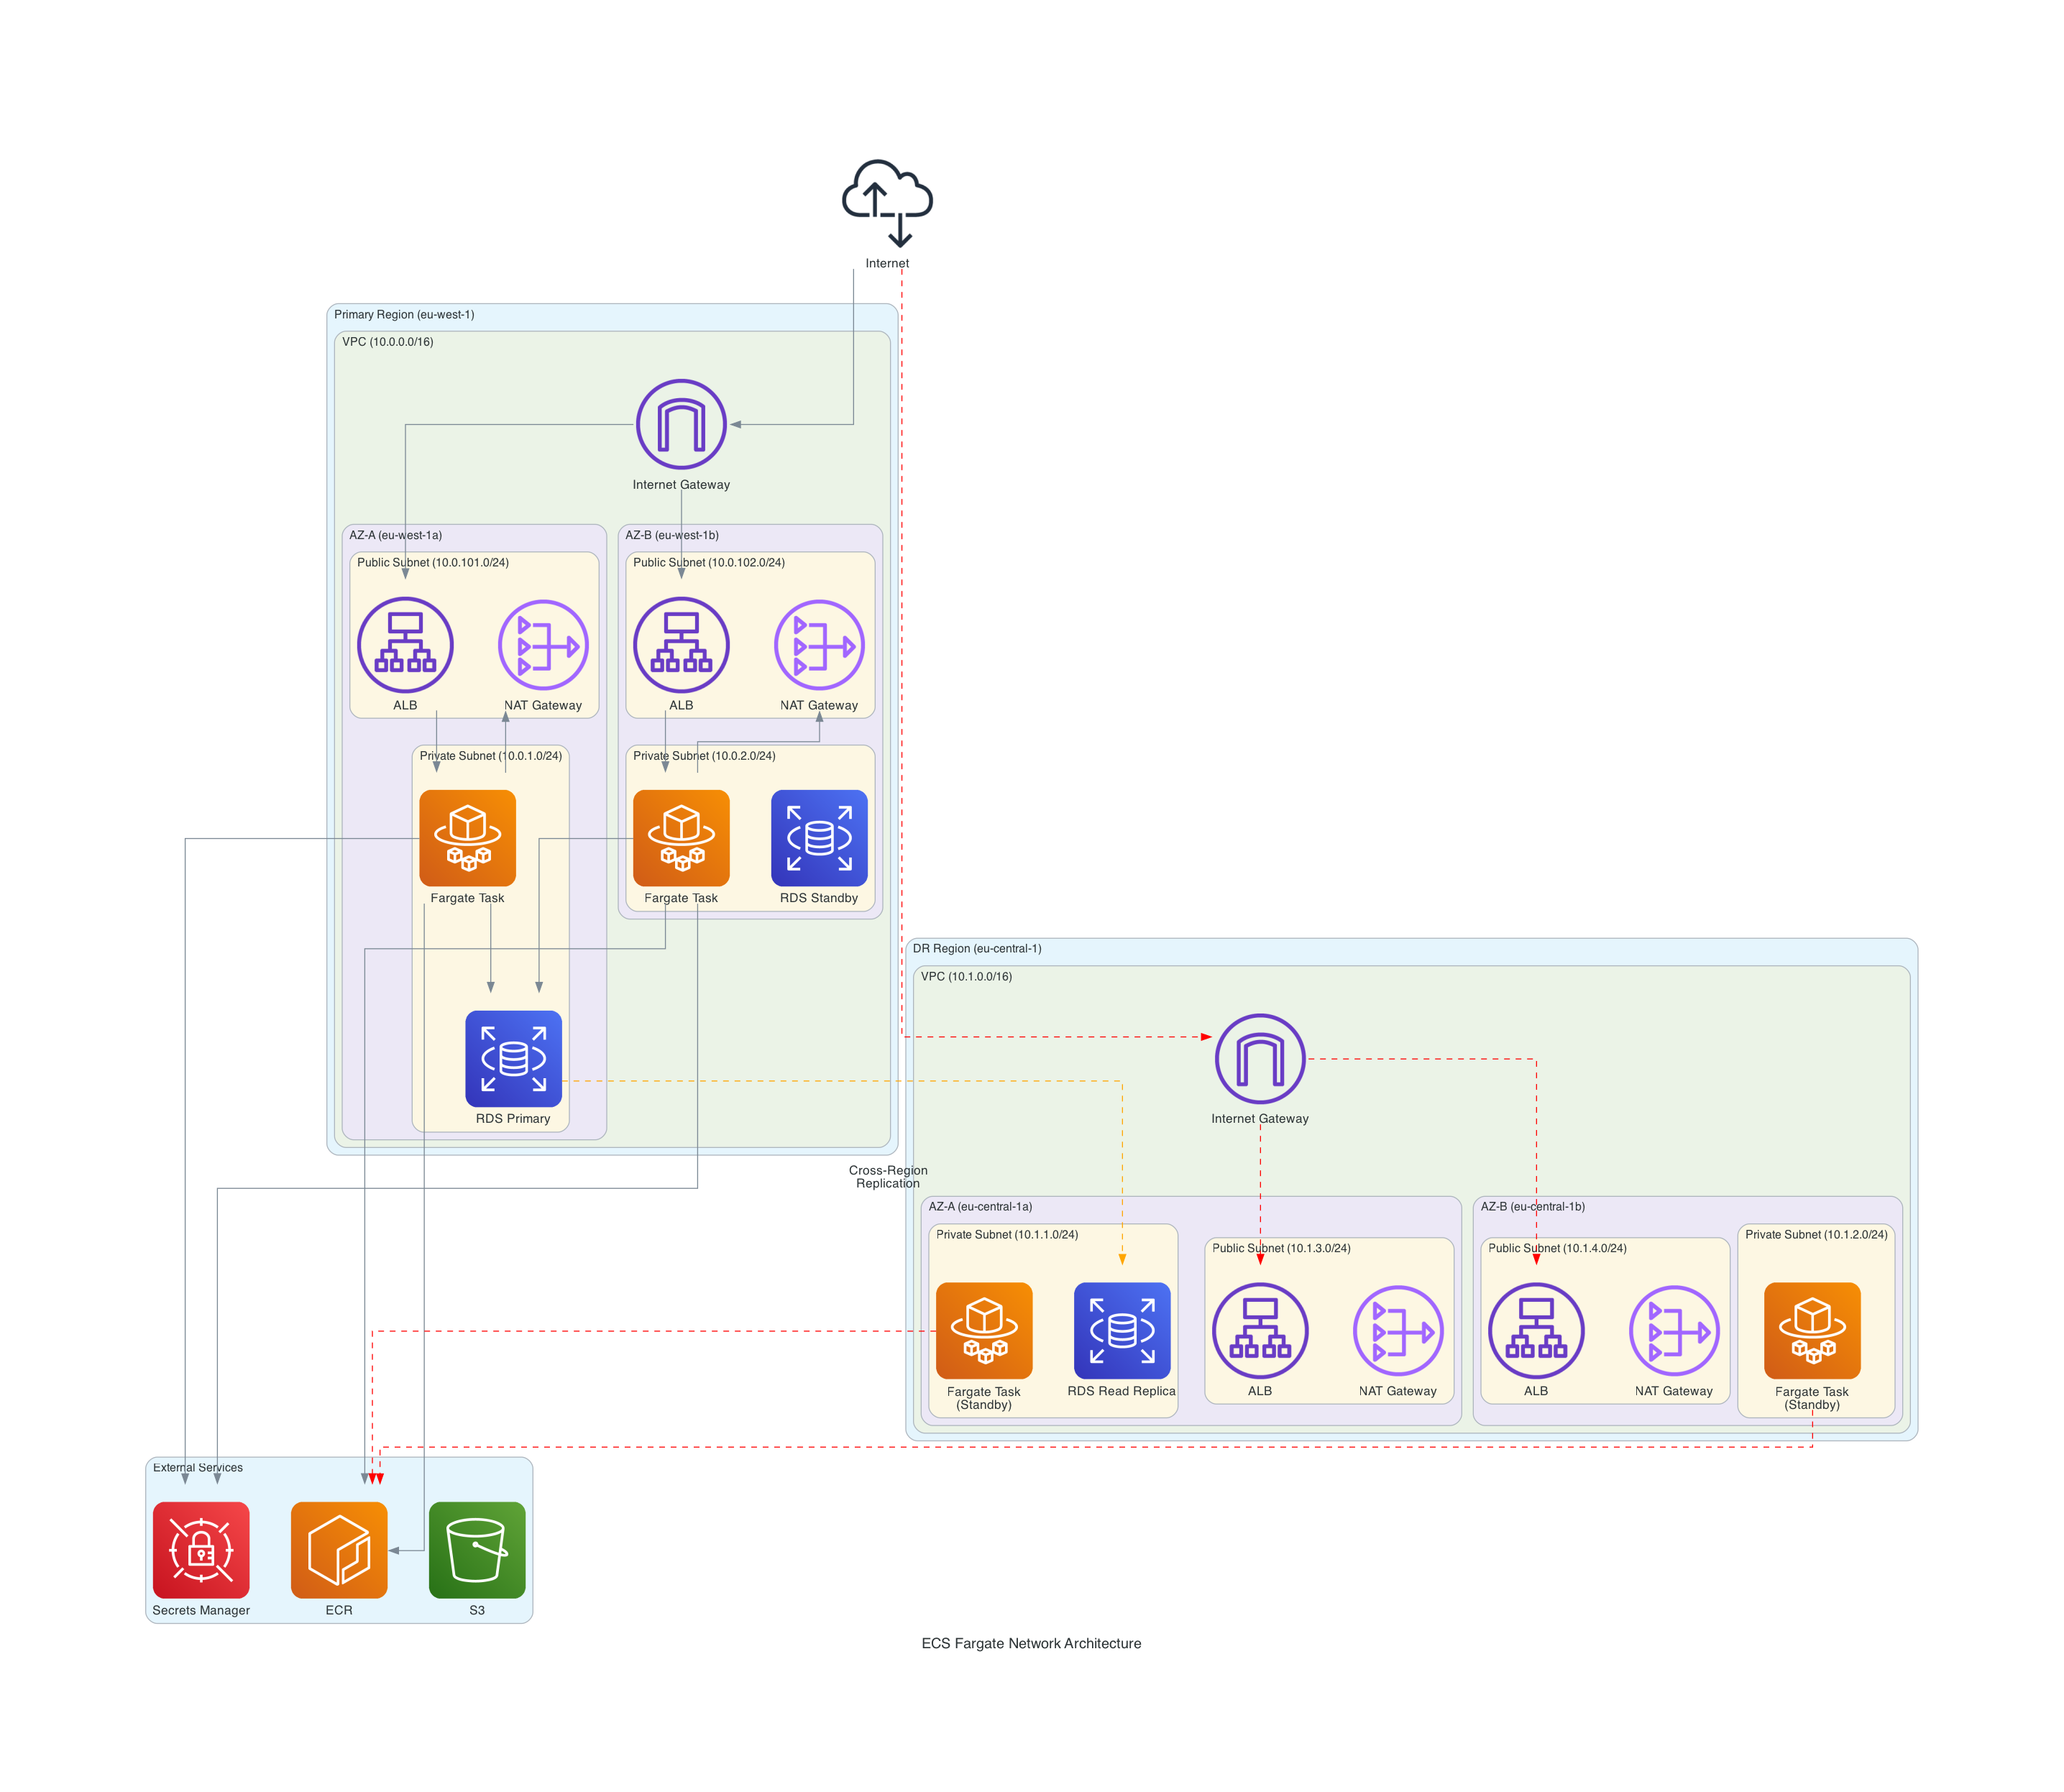 Internet
Primary Region (eu-west-1)
VPC (10.0.0.0/16)
Internet Gateway
AZ-A (eu-west-1a)
Public Subnet (10.0.101.0/24)
ALB
NAT Gateway
Private Subnet (10.0.1.0/24)
Fargate Task
RDS Primary
AZ-B (eu-west-1b)
Public Subnet (10.0.102.0/24)
ALB
NAT Gateway
Private Subnet (10.0.2.0/24)
Fargate Task
RDS Standby
Cross-Region
Replication
DR Region (eu-central-1)
VPC (10.1.0.0/16)
Internet Gateway
AZ-A (eu-central-1a)
Private Subnet (10.1.1.0/24)
Fargate Task
(Standby)
RDS Read Replica
Public Subnet (10.1.3.0/24)
ALB
NAT Gateway
AZ-B (eu-central-1b)
Public Subnet (10.1.4.0/24)
ALB
NAT Gateway
Private Subnet (10.1.2.0/24)
Fargate Task
(Standby)
External Services
Secrets Manager
ECR
S3
ECS Fargate Network Architecture